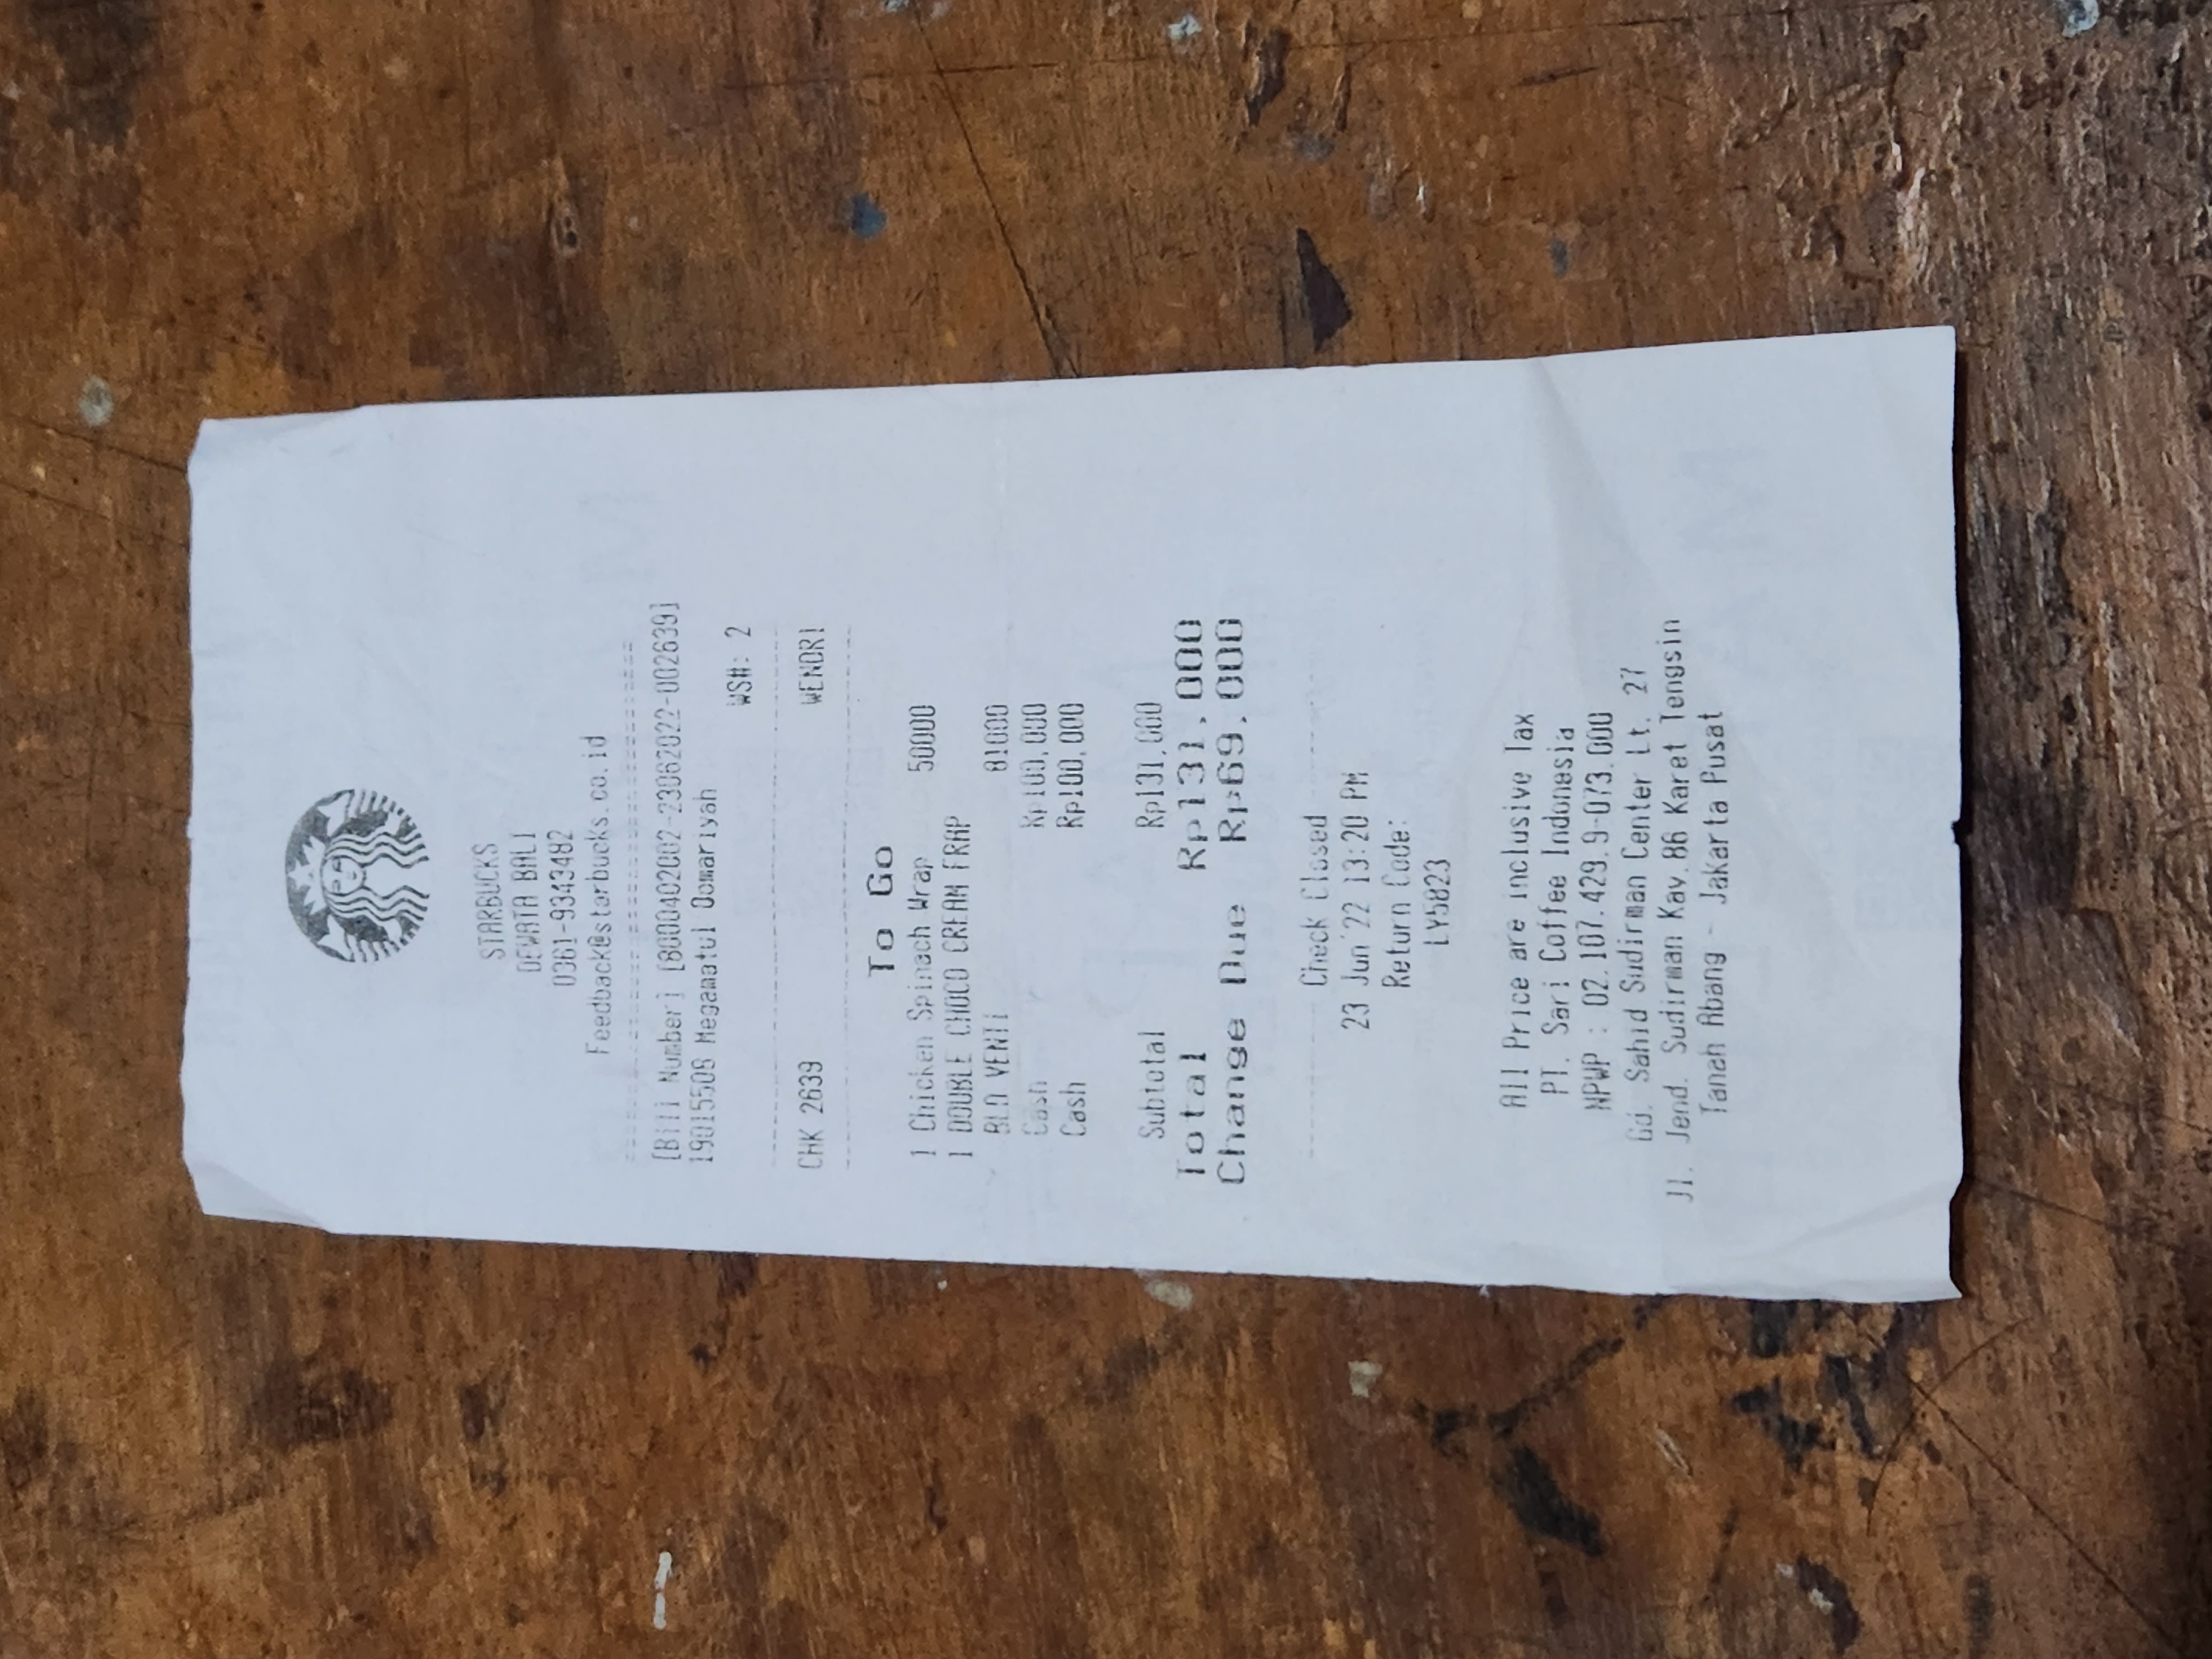 STARBUCKS
DEWATA BALI
0361-9343482
Feedback@starbucks.co.id
[Bill Number] [8000402002-23062022-002639]
19015508 Megamatul Qomariyah
WS#: 2
CHK 2639 WENDRI
To Go
1 Chicken Spinach Wrap 50000
1 DOUBLE CHOCO CREAM FRAP
BLD VENTI 81000
Cash Rp100,000
Cash Rp100,000
Subtotal Rp131,000
Total Rp131,000
Change Due Rp69,000
Check Closed
23 Jun'22 13:20 PM
Return Code:
LY5823
All Price are inclusive Tax
PT. Sari Coffee Indonesia
NPWP : 02.107.429.9-073.000
Gd. Sahid Sudirman Center Lt. 27
Jl. Jend. Sudirman Kav.86 Karet Tengsin
Tanah Abang - Jakarta Pusat